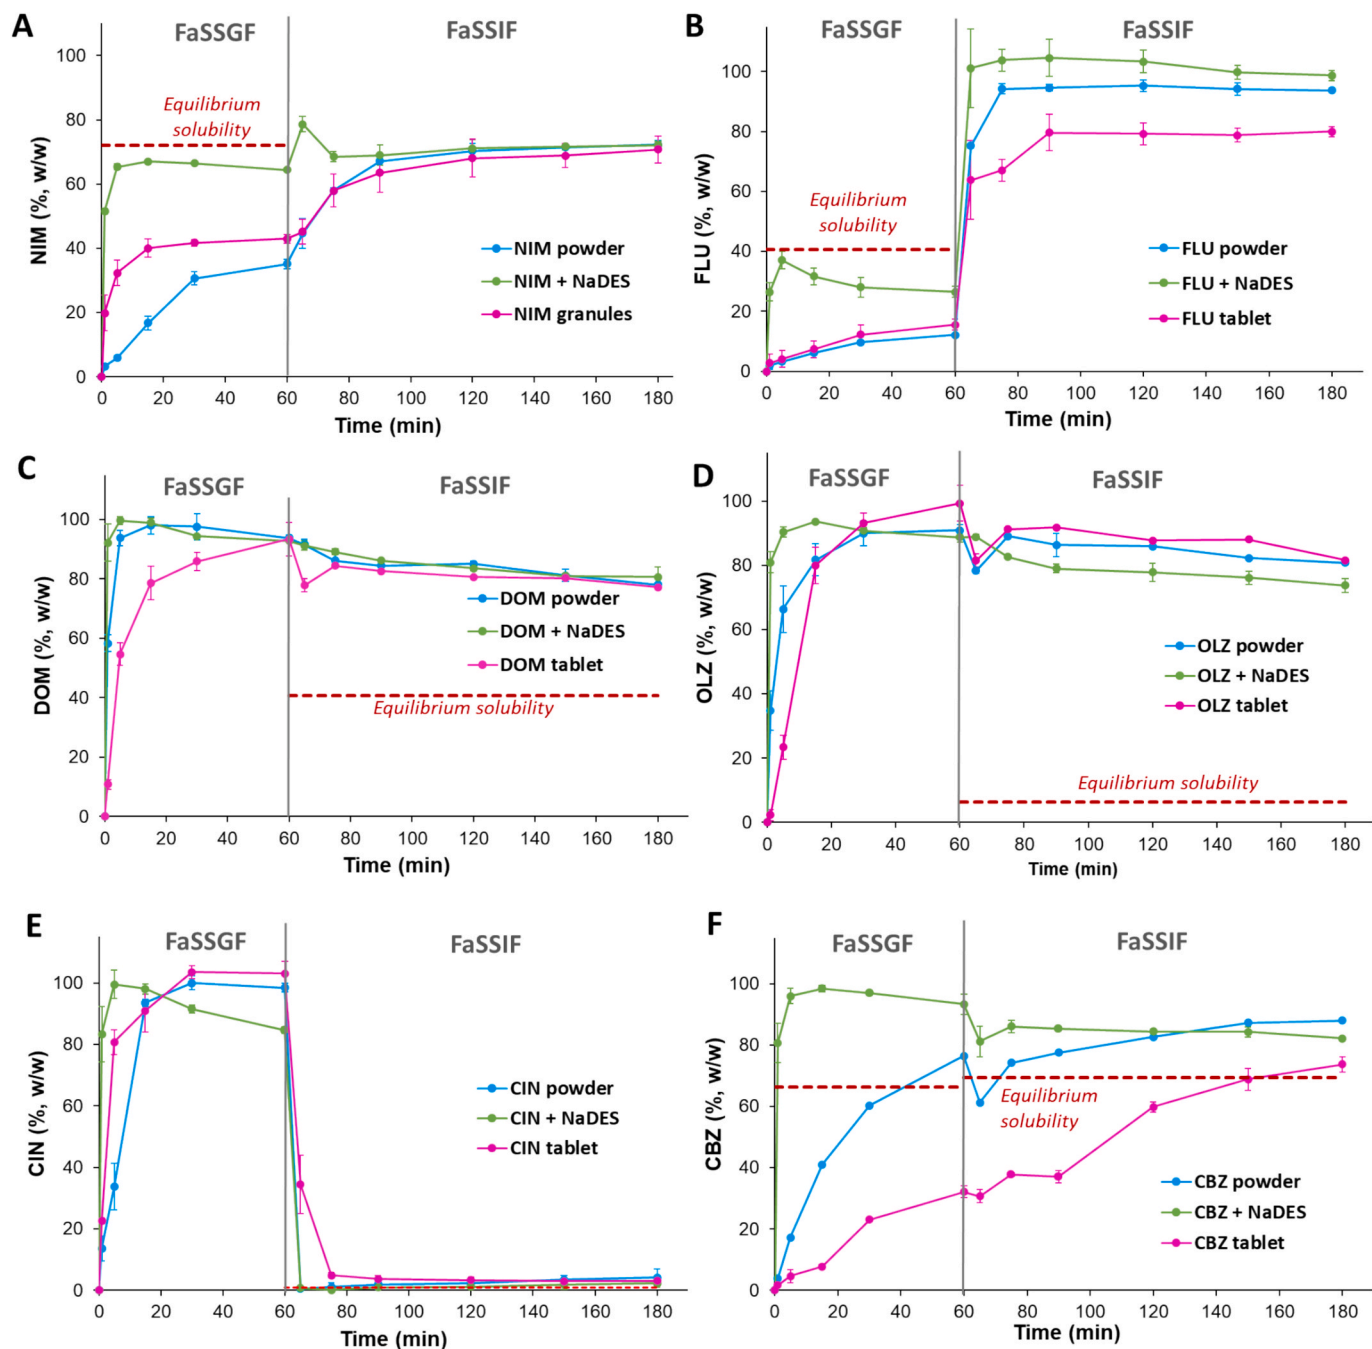 A
FaSSGF
FaSSIF
100
80
60
40
20
0
Equilibrium
solubility
NIM (%, w/w)
NIM powder
NIM + NaDES
NIM granules
0 20 40 60 80 100 120 140 160 180
Time (min)
B
FaSSGF
FaSSIF
100
80
60
40
20
0
Equilibrium
solubility
FLU (%, w/w)
FLU powder
FLU + NaDES
FLU tablet
0 20 40 60 80 100 120 140 160 180
Time (min)
C
FaSSGF
FaSSIF
100
80
60
40
20
0
DOM (%, w/w)
DOM powder
DOM + NaDES
DOM tablet
Equilibrium solubility
0 20 40 60 80 100 120 140 160 180
Time (min)
D
FaSSGF
FaSSIF
100
80
60
40
20
0
OLZ (%, w/w)
OLZ powder
OLZ + NaDES
OLZ tablet
Equilibrium solubility
0 20 40 60 80 100 120 140 160 180
Time (min)
E
FaSSGF
FaSSIF
100
80
60
40
20
0
CIN (%, w/w)
CIN powder
CIN + NaDES
CIN tablet
0 20 40 60 80 100 120 140 160 180
Time (min)
F
FaSSGF
FaSSIF
100
80
60
40
20
0
CBZ (%, w/w)
Equilibrium
solubility
CBZ powder
CBZ + NaDES
CBZ tablet
0 20 40 60 80 100 120 140 160 180
Time (min)